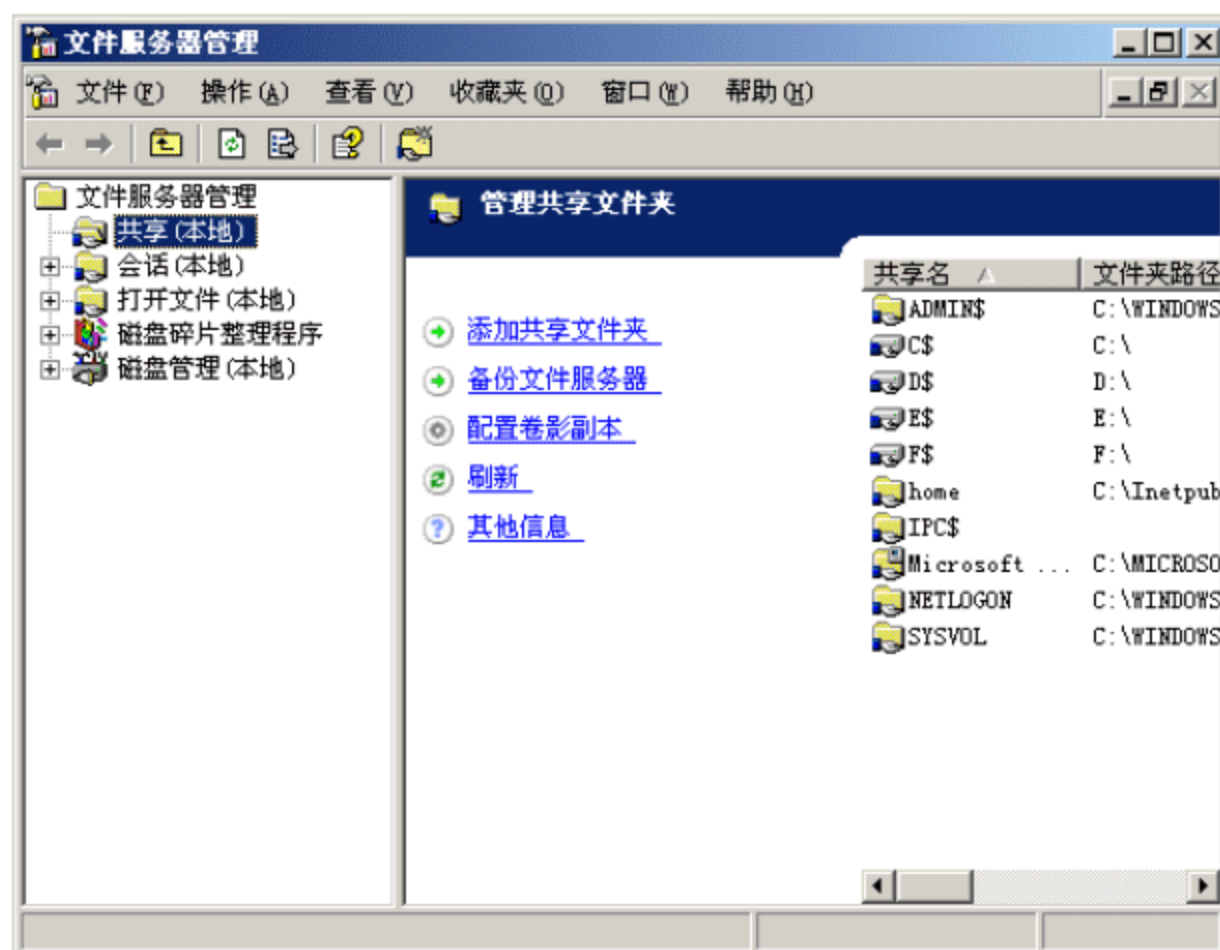 文件服务器管理
文件(F) 操作(A) 查看(V) 收藏夹(O) 窗口(W) 帮助(H)
文件服务器管理
共享(本地)
会话(本地)
打开文件(本地)
磁盘碎片整理程序
磁盘管理(本地)
管理共享文件夹
添加共享文件夹
备份文件服务器
配置卷影副本
刷新
其他信息
共享名 文件夹路径
ADMIN$ C:\WINDOWS
C$ C:\
D$ D:\
E$ E:\
F$ F:\
home C:\Inetpub
IPC$
Microsoft ... C:\MICROSO
NETLOGON C:\WINDOWS
SYSVOL C:\WINDOWS